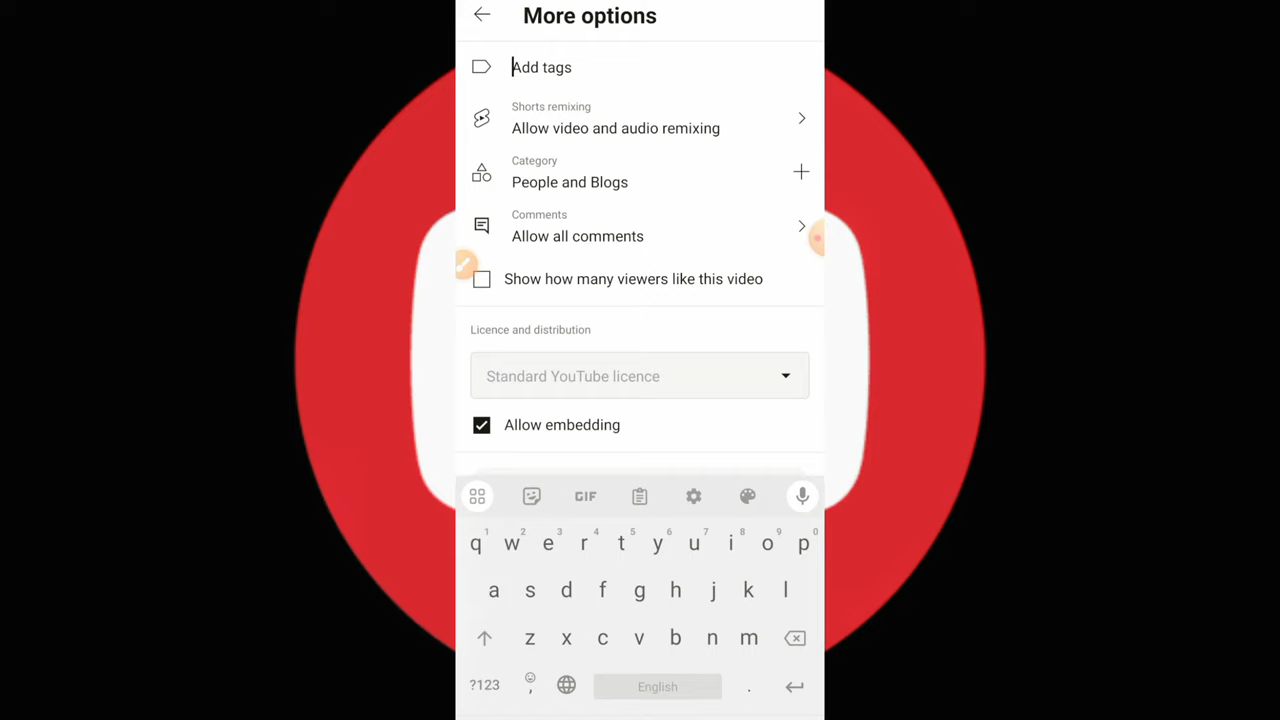 More options
Add tags
Shorts remixing
Allow video and audio remixing
Category
People and Blogs
Comments
Allow all comments
Show how many viewers like this video
Licence and distribution
Standard YouTube licence
Allow embedding
GIF
1 2 3 4 5 6 7 8 9 0
q w e r t y u i o p
a s d f g h j k l
z x c v b n m
?123 , English .